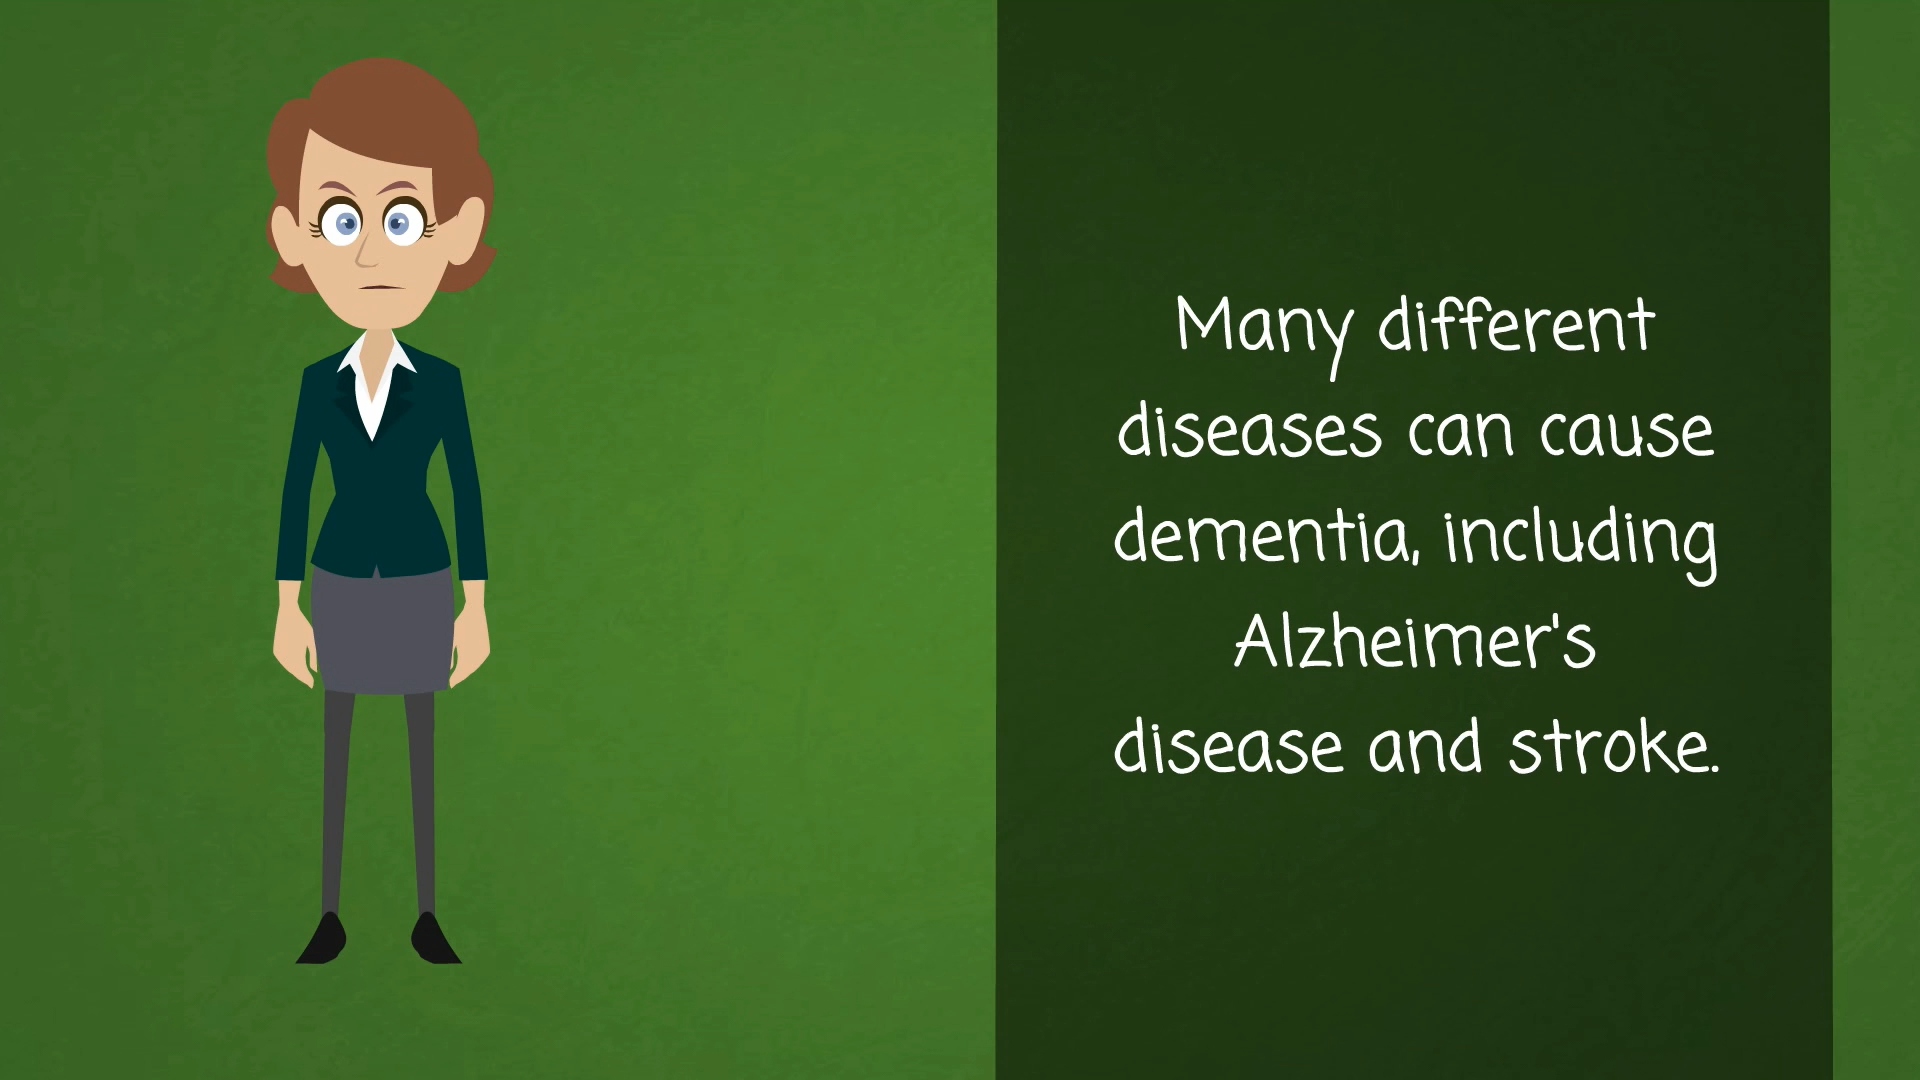 Many different
diseases can cause
dementia, including
Alzheimer's
disease and stroke.